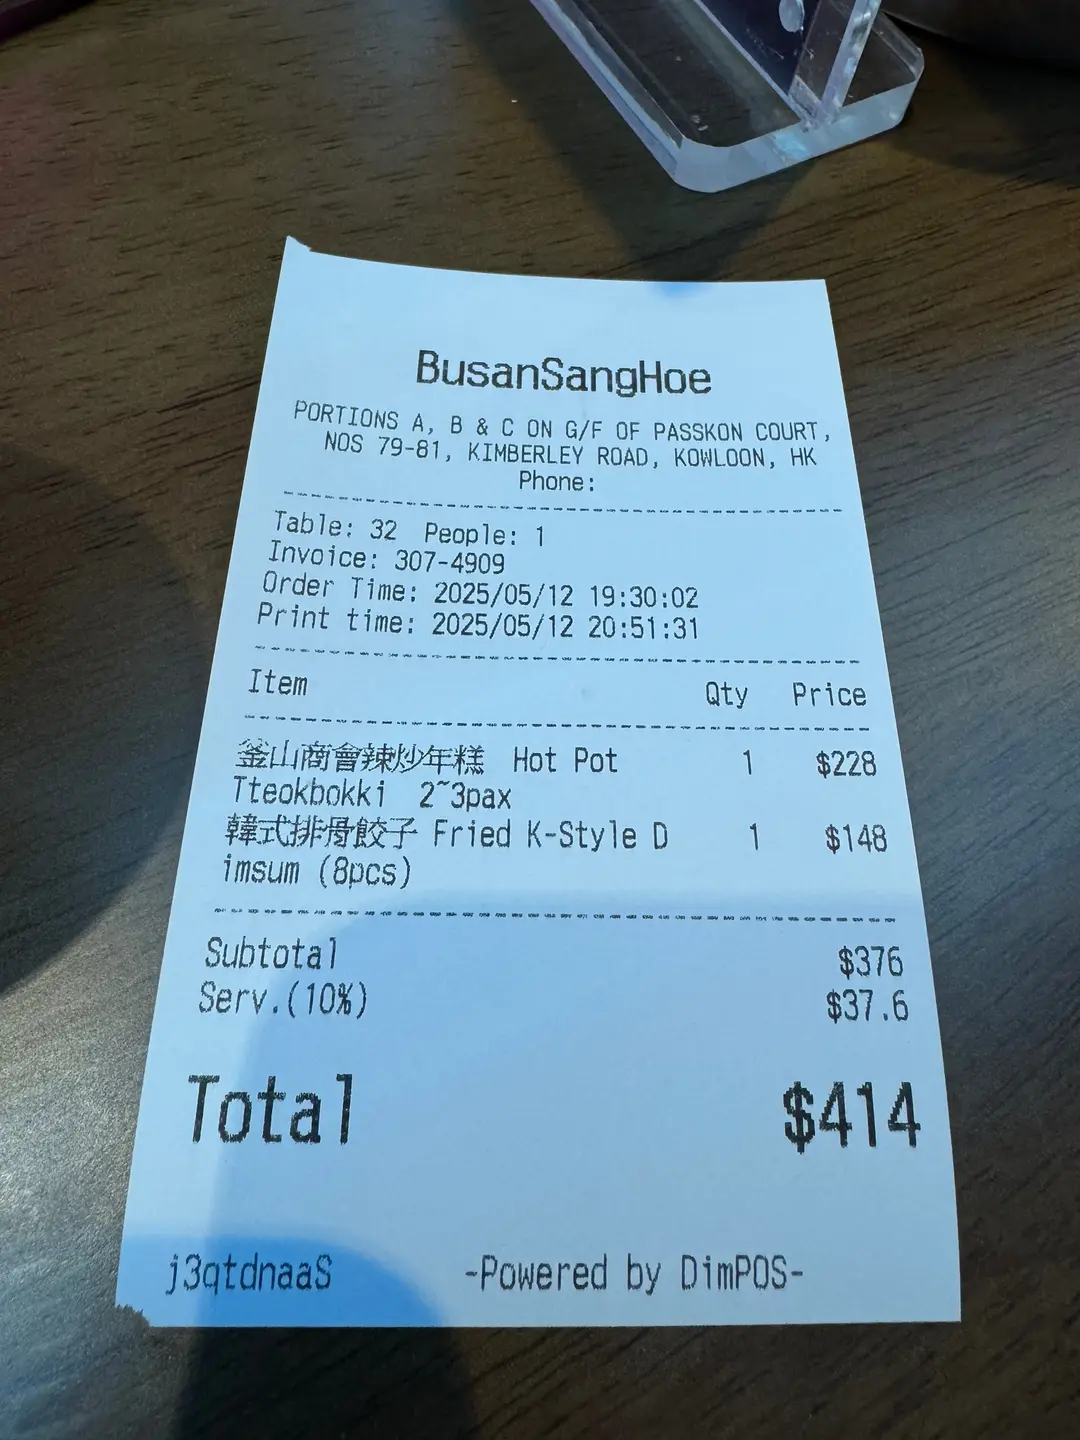 BusanSangHoe
PORTIONS A, B & C ON G/F OF PASSKON COURT,
NOS 79-81, KIMBERLEY ROAD, KOWLOON, HK
Phone:
Table: 32 People: 1
Invoice: 307-4909
Order Time: 2025/05/12 19:30:02
Print time: 2025/05/12 20:51:31
Item Qty Price
釜山商會辣炒年糕 Hot Pot 1 $228
Tteokbokki 2~3pax
韓式排骨餃子 Fried K-Style D 1 $148
imsum (8pcs)
Subtotal $376
Serv.(10%) $37.6
Total $414
j3qtdnaaS -Powered by DimPOS-